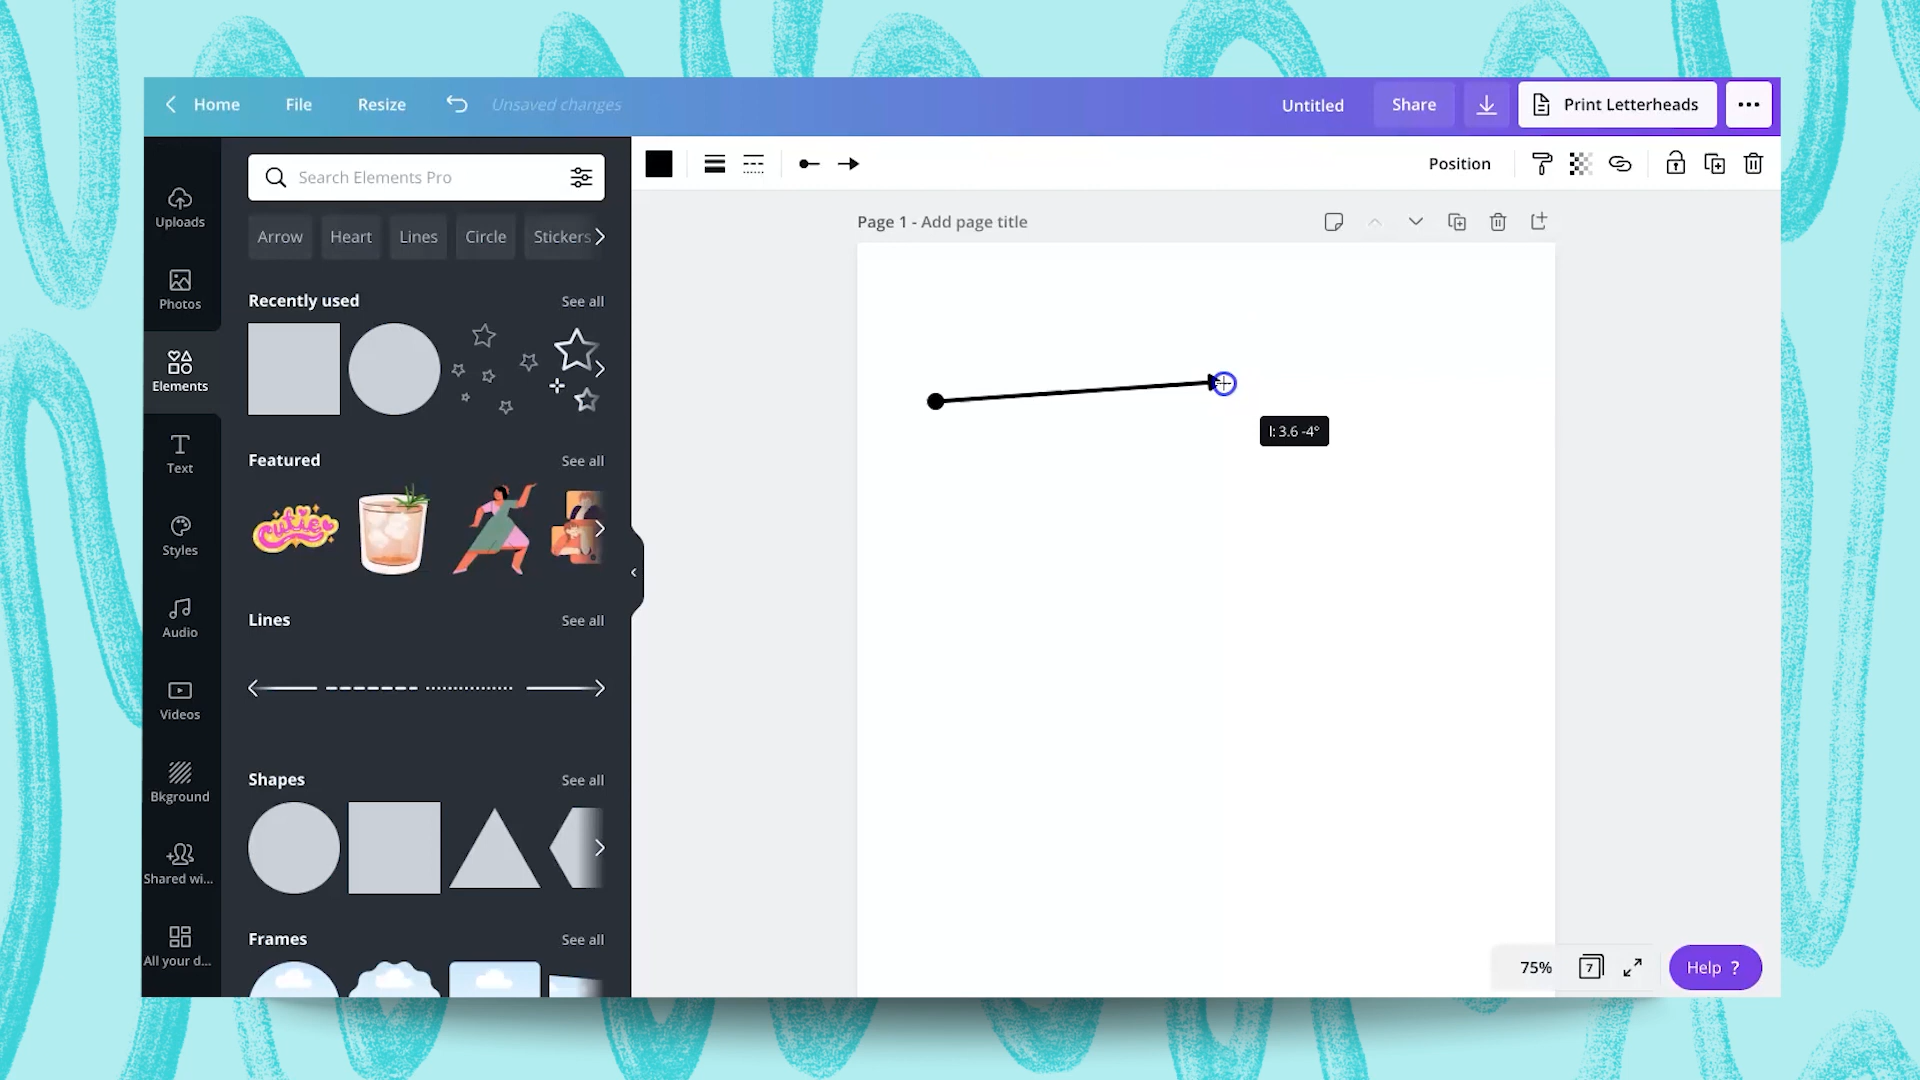 Home File Resize Unsaved changes Untitled Share Print Letterheads
Search Elements Pro
Arrow Heart Lines Circle Stickers
Recently used See all
Featured See all
cutie
Lines See all
Shapes See all
Frames See all
Uploads
Photos
Elements
Text
Styles
Audio
Videos
Bkground
Shared wi...
All your d...
Position
Page 1 - Add page title
l: 3.6 -4°
75% 7 Help ?